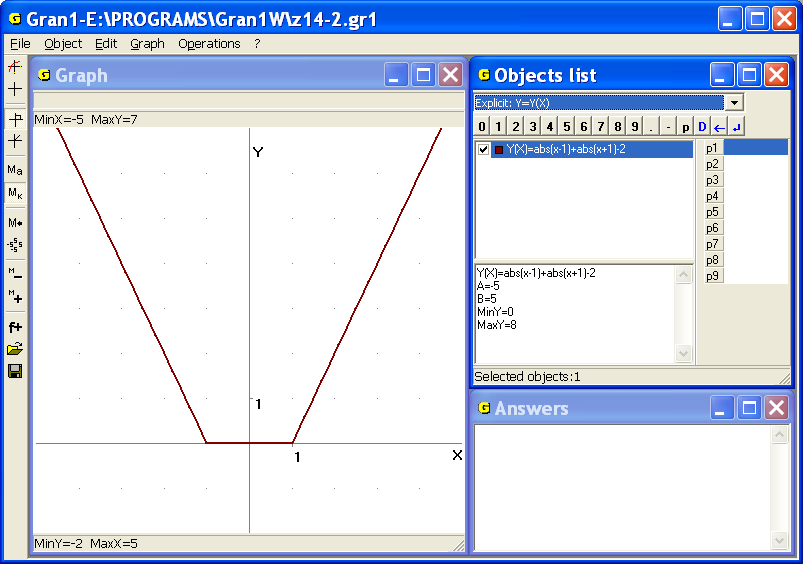 Gran1-E:\PROGRAMS\Gran1W\z14-2.gr1
File Object Edit Graph Operations ?
Graph
MinX=-5 MaxY=7
Y
1
1
X
MinY=-2 MaxX=5
Ma
Mк
M
M
M
f+
Objects list
Explicit: Y=Y(X)
0 1 2 3 4 5 6 7 8 9 . - p D ← ↵
Y(X)=abs(x-1)+abs(x+1)-2
p1
p2
p3
p4
p5
p6
p7
p8
p9
Y(X)=abs(x-1)+abs(x+1)-2
A=-5
B=5
MinY=0
MaxY=8
Selected objects:1
Answers